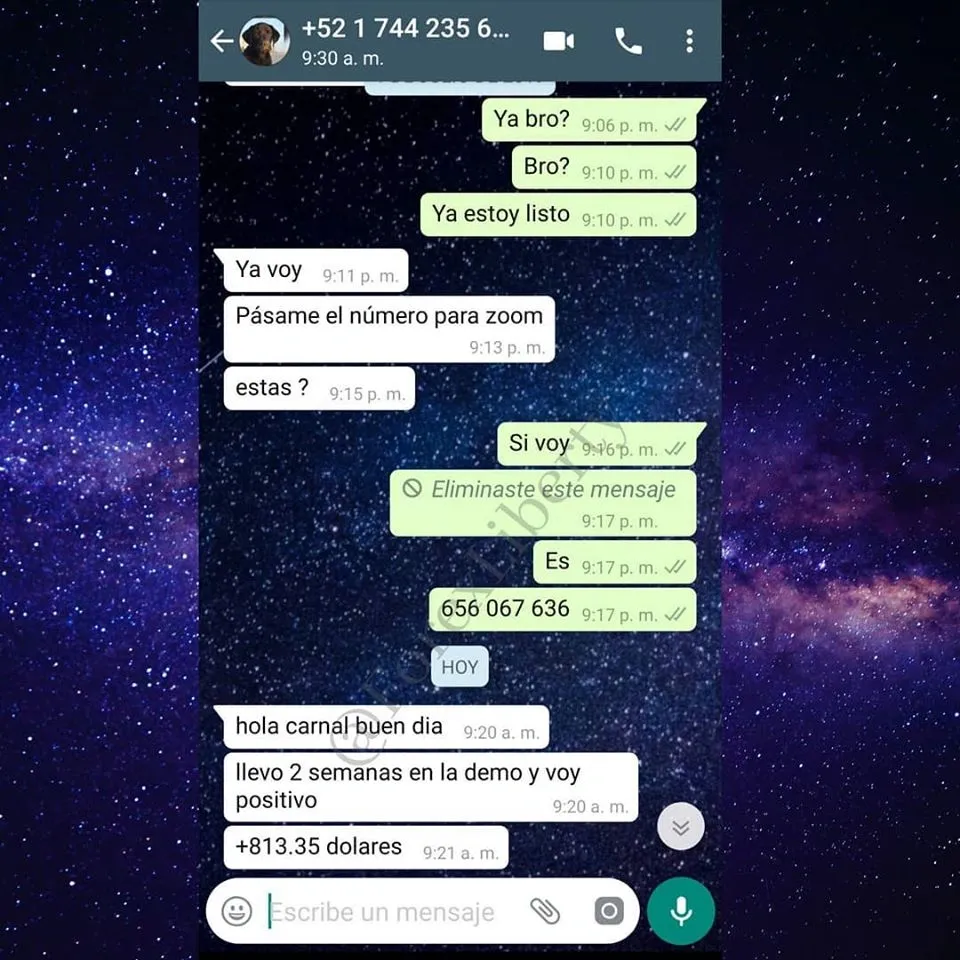 +52 1 744 235 6...
9:30 a. m.
Ya bro? 9:06 p. m.
Bro? 9:10 p. m.
Ya estoy listo 9:10 p. m.
Ya voy 9:11 p. m.
Pásame el número para zoom
9:13 p. m.
estas ? 9:15 p. m.
Si voy 9:16 p. m.
Eliminaste este mensaje
9:17 p. m.
Es 9:17 p. m.
656 067 636 9:17 p. m.
HOY
hola carnal buen dia 9:20 a. m.
llevo 2 semanas en la demo y voy
positivo 9:20 a. m.
+813.35 dolares 9:21 a. m.
Escribe un mensaje
@ForexLiberty